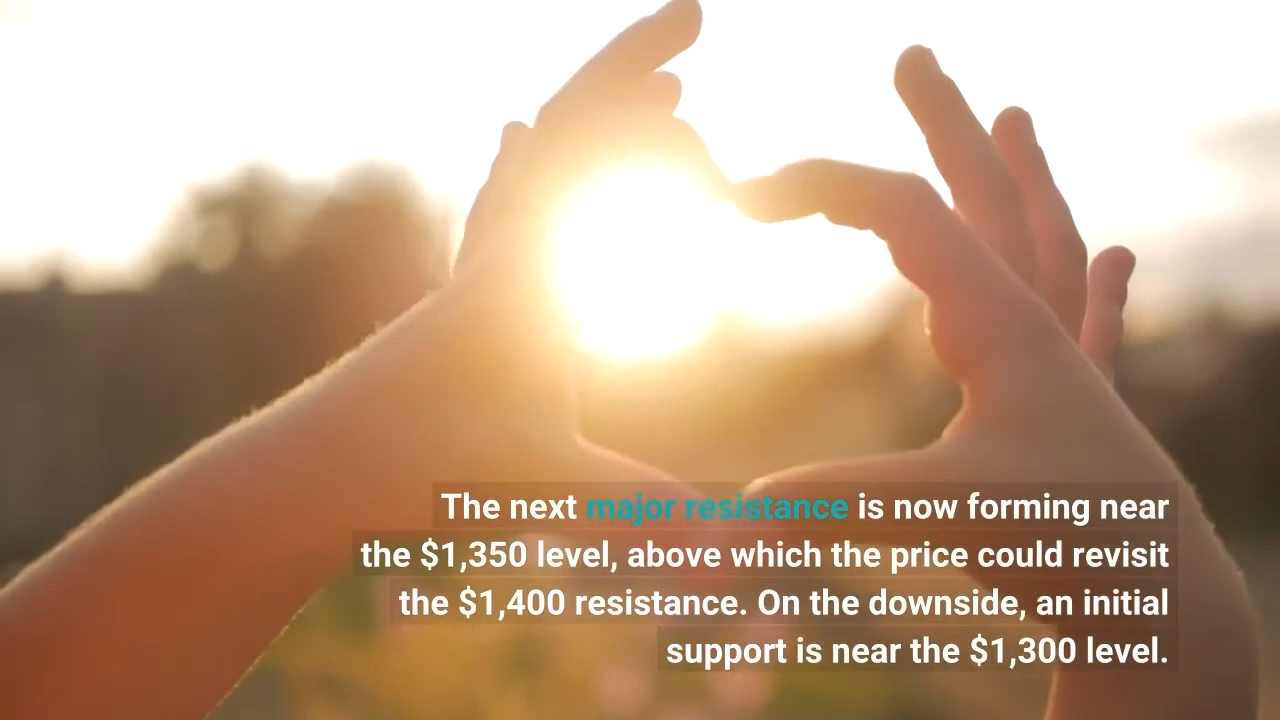 The next major resistance is now forming near
the $1,350 level, above which the price could revisit
the $1,400 resistance. On the downside, an initial
support is near the $1,300 level.